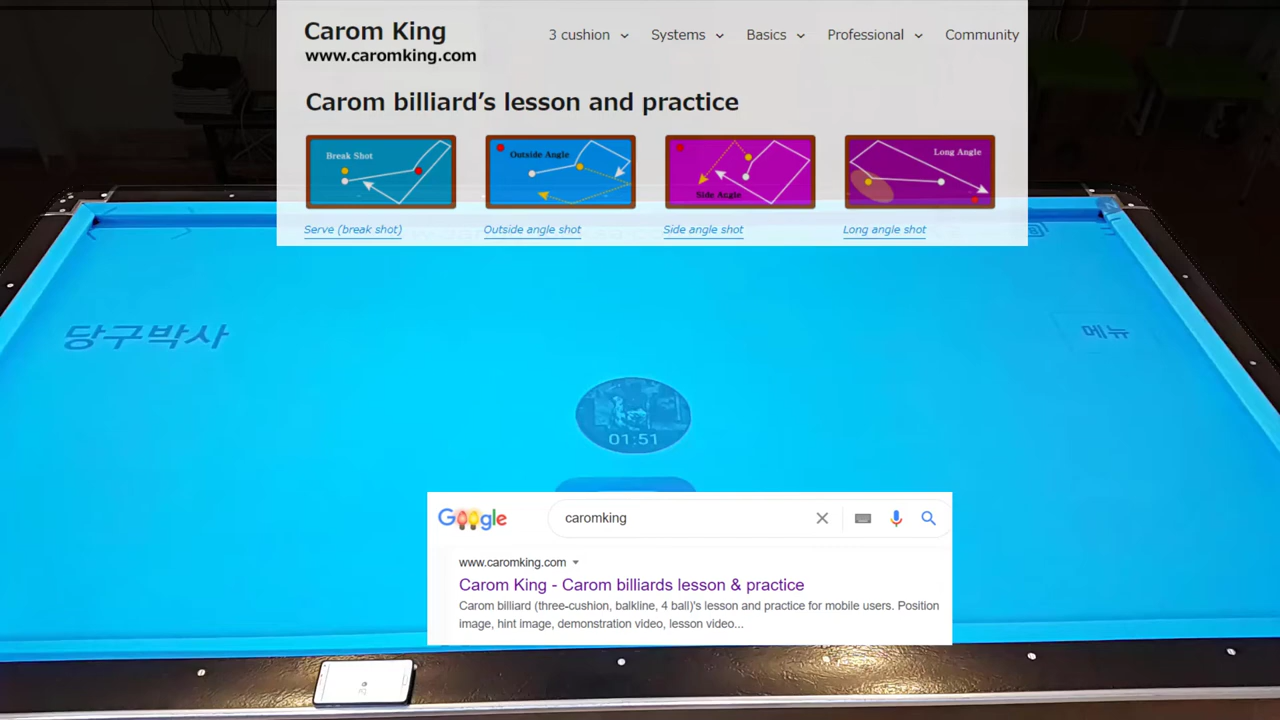 Carom King
www.caromking.com
3 cushion
Systems
Basics
Professional
Community
Carom billiard's lesson and practice
Break Shot
Outside Angle
Side Angle
Long Angle
Serve (break shot)
Outside angle shot
Side angle shot
Long angle shot
당구박사
메뉴
01:51
Google
caromking
www.caromking.com
Carom King - Carom billiards lesson & practice
Carom billiard (three-cushion, balkline, 4 ball)'s lesson and practice for mobile users. Position
image, hint image, demonstration video, lesson video...